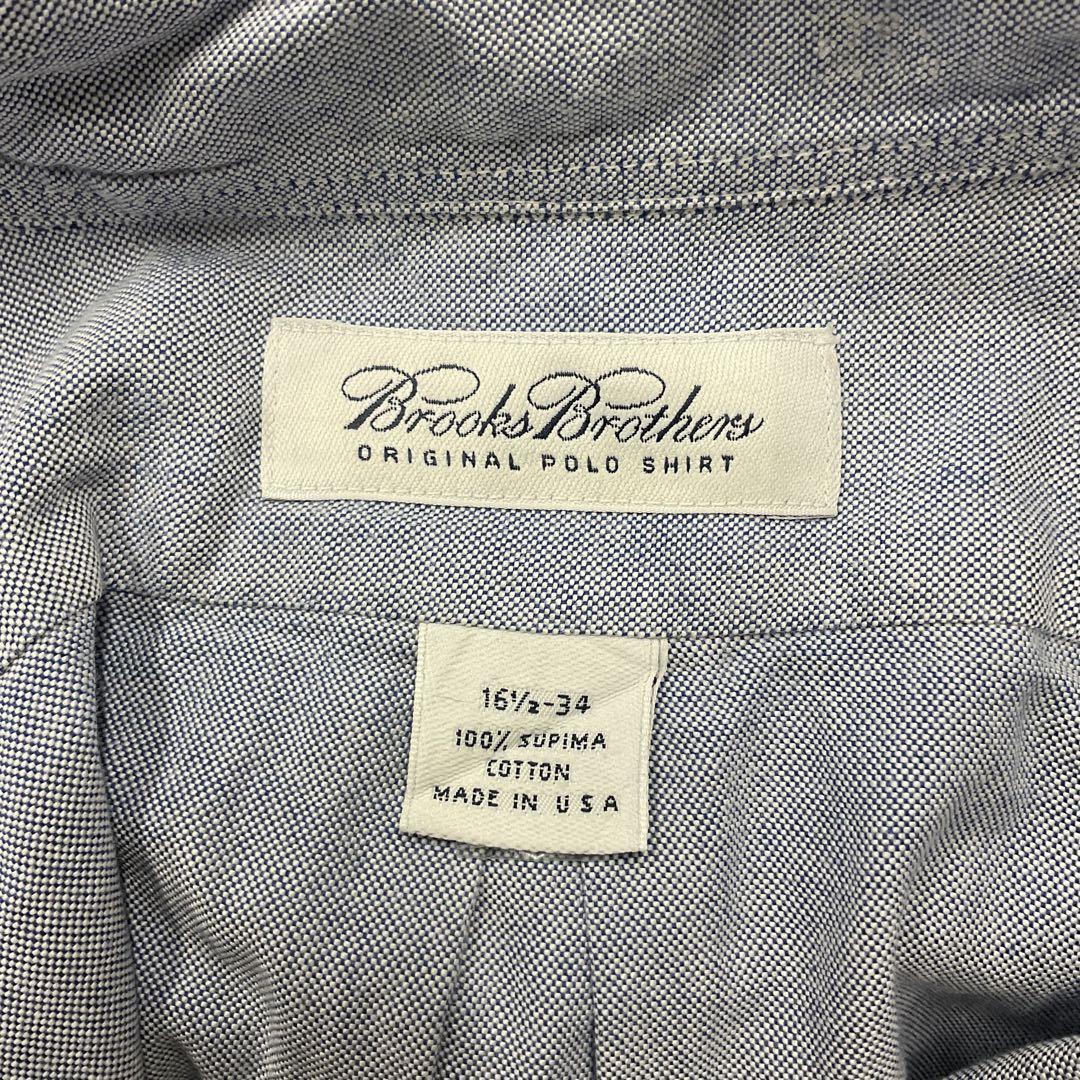 Brooks Brothers
ORIGINAL POLO SHIRT
16½-34
100% SUPIMA
COTTON
MADE IN U S A